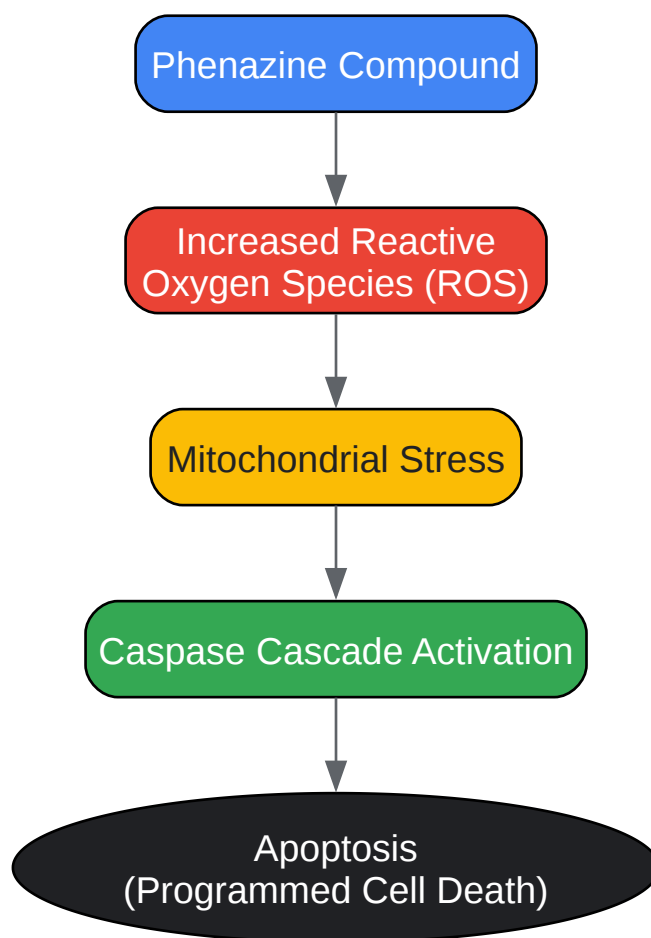 Phenazine Compound
Increased Reactive
Oxygen Species (ROS)
Mitochondrial Stress
Caspase Cascade Activation
Apoptosis
(Programmed Cell Death)